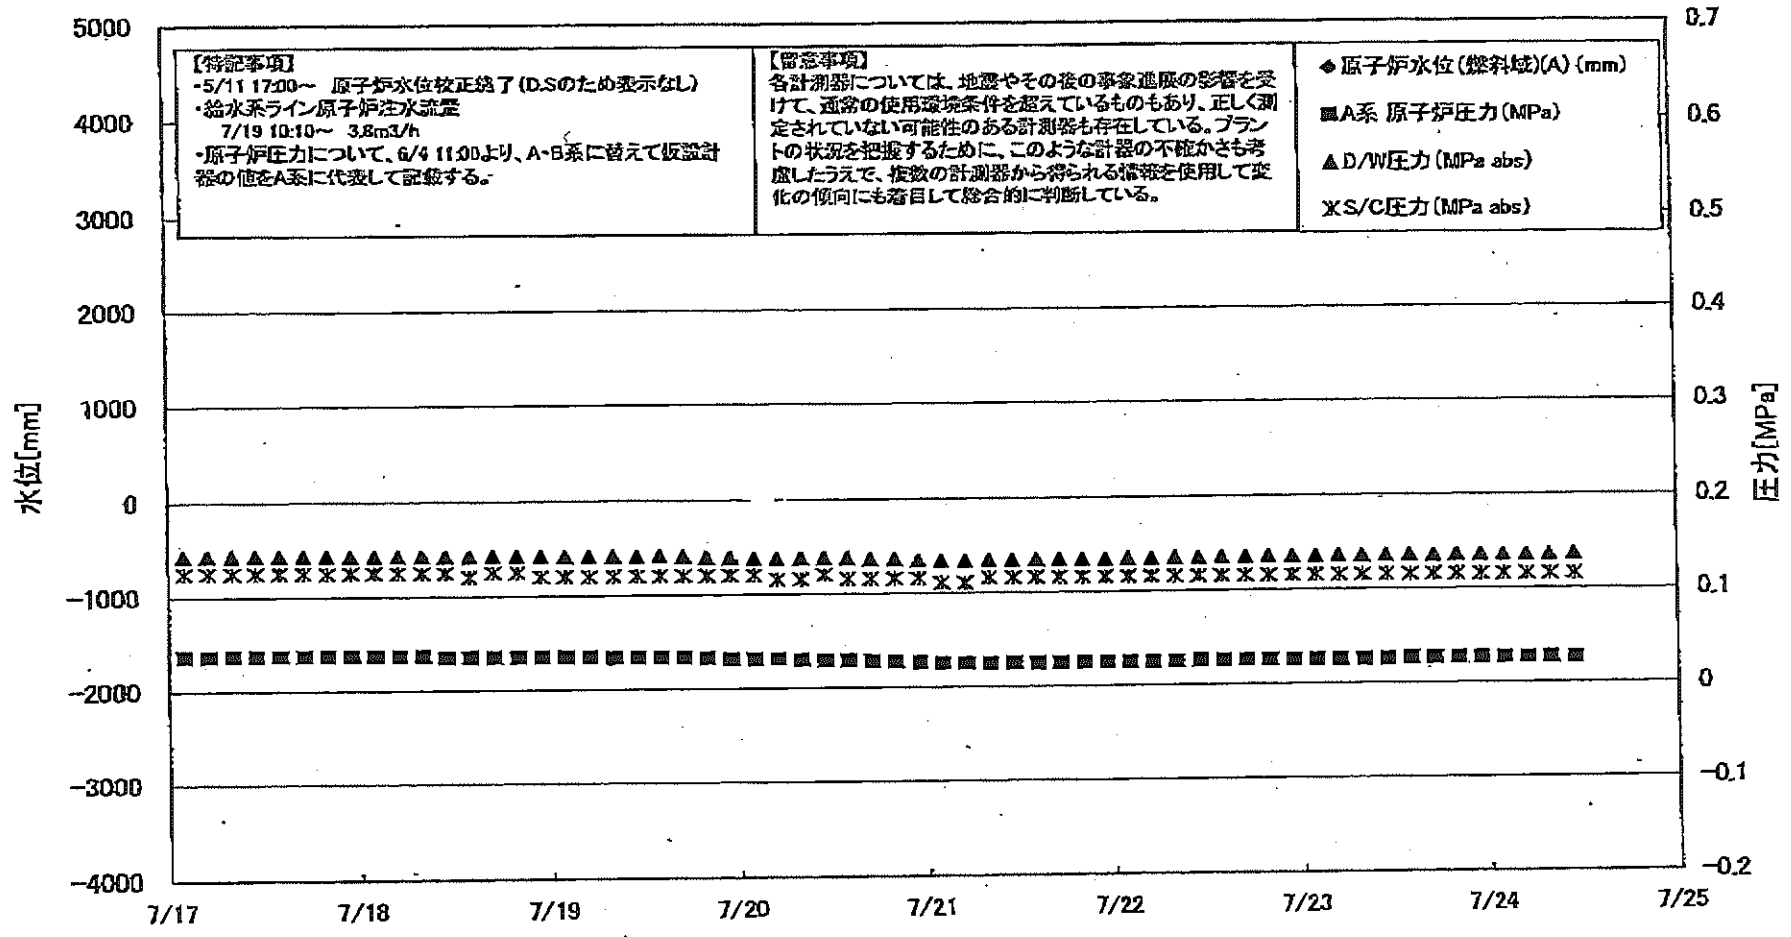 5000
4000
3000
2000
1000
0
-1000
-2000
-3000
-4000
水位[mm]
【特記事項】
・5/11 17:00～ 原子炉水位校正終了(D.Sのため表示なし)
・給水系ライン原子炉注水流量
7/19 10:10～ 3.8m3/h
・原子炉圧力について、6/4 11:00より、A・B系に替えて仮設計
器の値をA系に代表して記載する。
【留意事項】
各計測器については、地震やその後の事象進展の影響を受
けて、通常の使用環境条件を超えているものもあり、正しく測
定されていない可能性のある計測器も存在している。プラン
トの状況を把握するために、このような計器の不確かさも考
慮したうえで、複数の計測器から得られる情報を使用して変
化の傾向にも着目して総合的に判断している。
◆原子炉水位(燃料域)(A)(mm)
■A系 原子炉圧力(MPa)
▲D/W圧力(MPa abs)
※S/C圧力(MPa abs)
0.7
0.6
0.5
0.4
0.3
0.2
0.1
0
-0.1
-0.2
圧力[MPa]
7/17 7/18 7/19 7/20 7/21 7/22 7/23 7/24 7/25